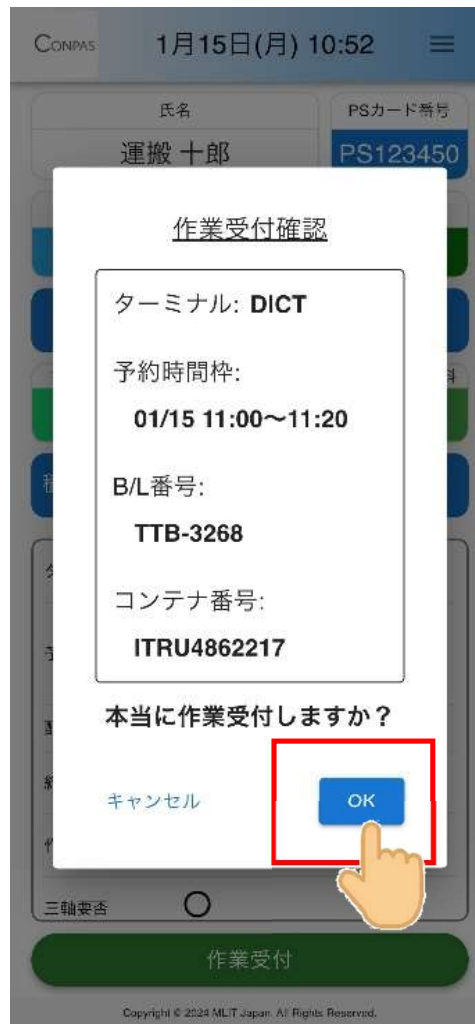 CONPAS
1月15日(月) 10:52
氏名
PSカード番号
運搬 十郎
PS123450
作業受付確認
ターミナル: DICT
予約時間枠:
01/15 11:00～11:20
B/L番号:
TTB-3268
コンテナ番号:
ITRU4862217
本当に作業受付しますか？
キャンセル
OK
三軸要否
作業受付
Copyright © 2024 MLIT Japan. All Rights Reserved.